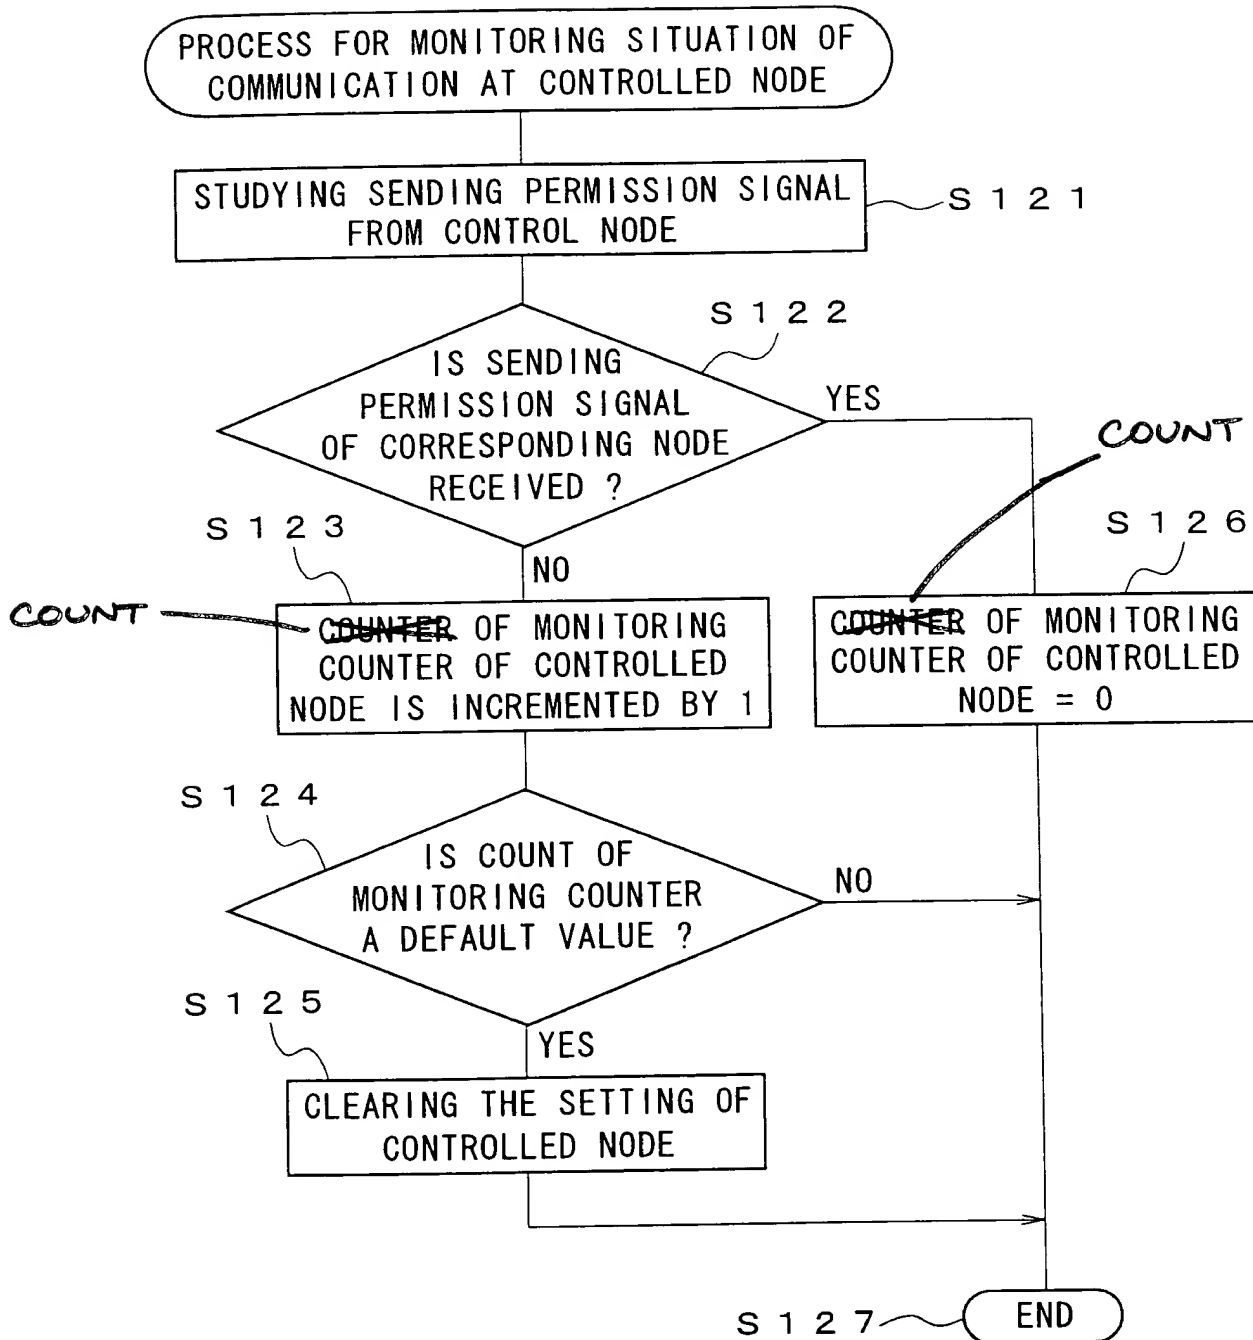 PROCESS FOR MONITORING SITUATION OF
COMMUNICATION AT CONTROLLED NODE
STUDYING SENDING PERMISSION SIGNAL
FROM CONTROL NODE
S121
S122
IS SENDING
PERMISSION SIGNAL
OF CORRESPONDING NODE
RECEIVED ?
YES
COUNT
S123
NO
S126
COUNT
COUNTER OF MONITORING
COUNTER OF CONTROLLED
NODE IS INCREMENTED BY 1
COUNTER OF MONITORING
COUNTER OF CONTROLLED
NODE = 0
S124
IS COUNT OF
MONITORING COUNTER
A DEFAULT VALUE ?
NO
S125
YES
CLEARING THE SETTING OF
CONTROLLED NODE
S127
END